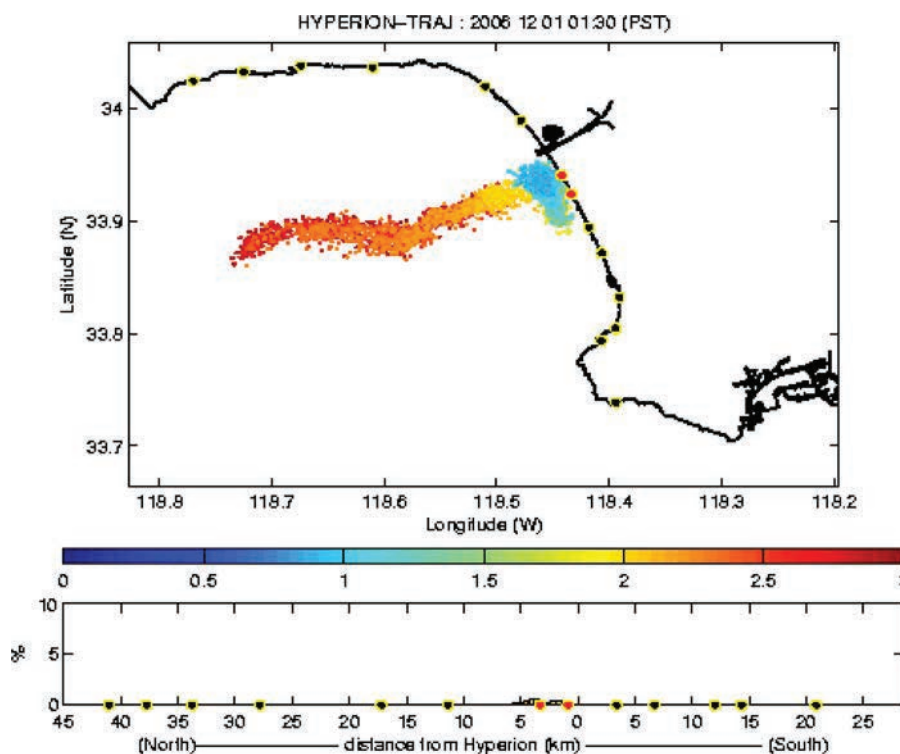 HYPERION-TRAJ : 2006 12 01 01:30 (PST)
34
33.9
33.8
33.7
Latitude (N)
118.8 118.7 118.6 118.5 118.4 118.3 118.2
Longitude (W)
0 0.5 1 1.5 2 2.5 3
10
5
0
%
45 40 35 30 25 20 15 10 5 0 5 10 15 20 25
(North) distance from Hyperion (km) (South)